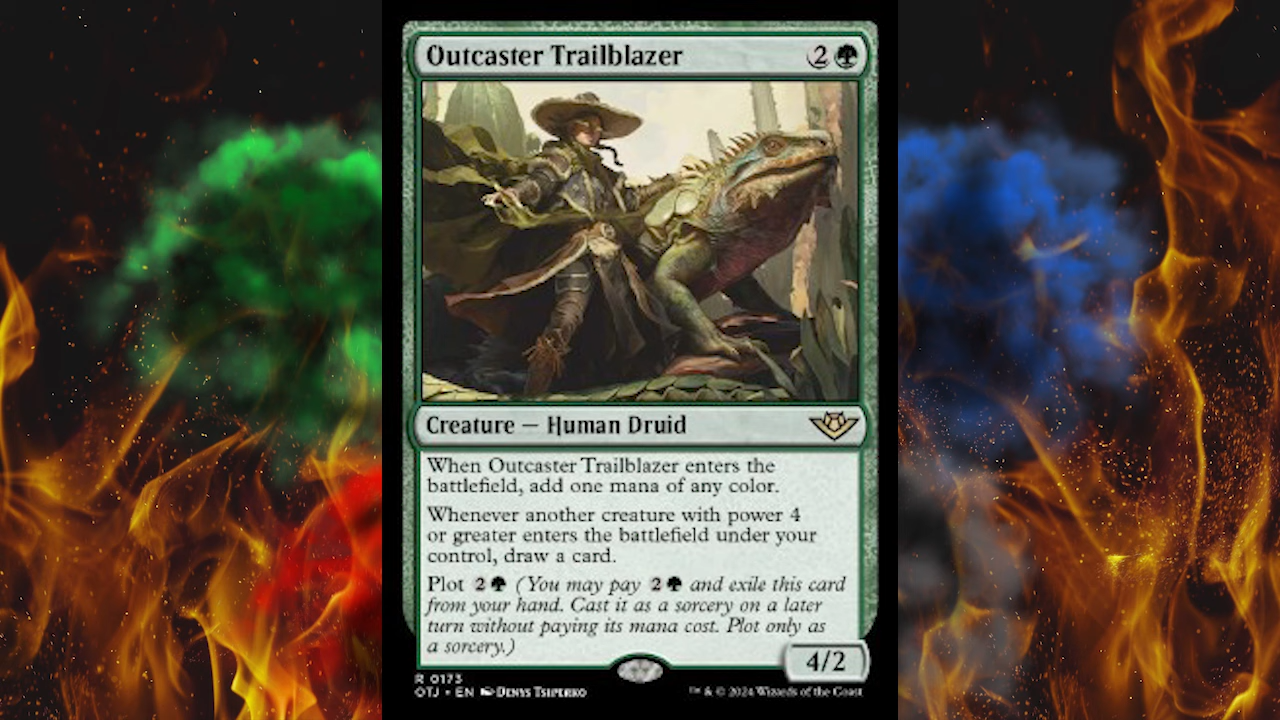 Outcaster Trailblazer 2
Creature — Human Druid
When Outcaster Trailblazer enters the
battlefield, add one mana of any color.
Whenever another creature with power 4
or greater enters the battlefield under your
control, draw a card.
Plot 2 (You may pay 2 and exile this card
from your hand. Cast it as a sorcery on a later
turn without paying its mana cost. Plot only as
a sorcery.)
4/2
R 0173
OTJ • EN Denys Tsiperko
™ & © 2024 Wizards of the Coast